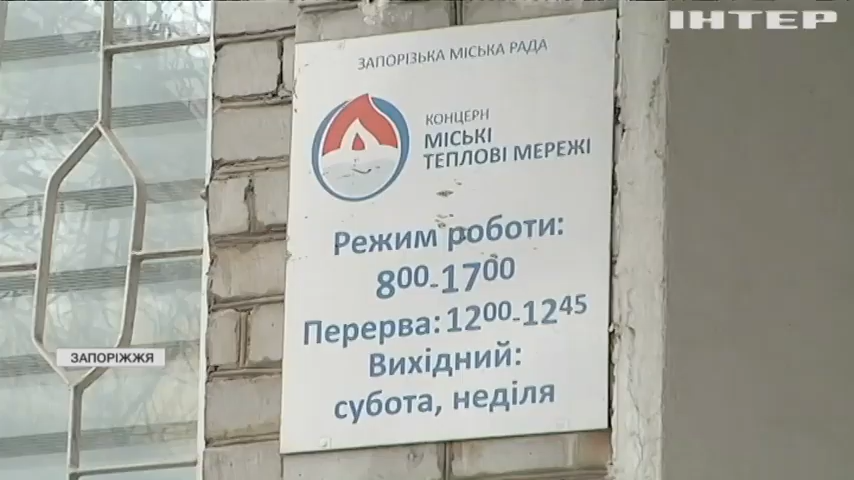 ІНТЕР
ЗАПОРІЗЬКА МІСЬКА РАДА
КОНЦЕРН
МІСЬКІ
ТЕПЛОВІ МЕРЕЖІ
Режим роботи:
8⁰⁰-17⁰⁰
Перерва: 12⁰⁰-12⁴⁵
Вихідний:
субота, неділя
ЗАПОРІЖЖЯ